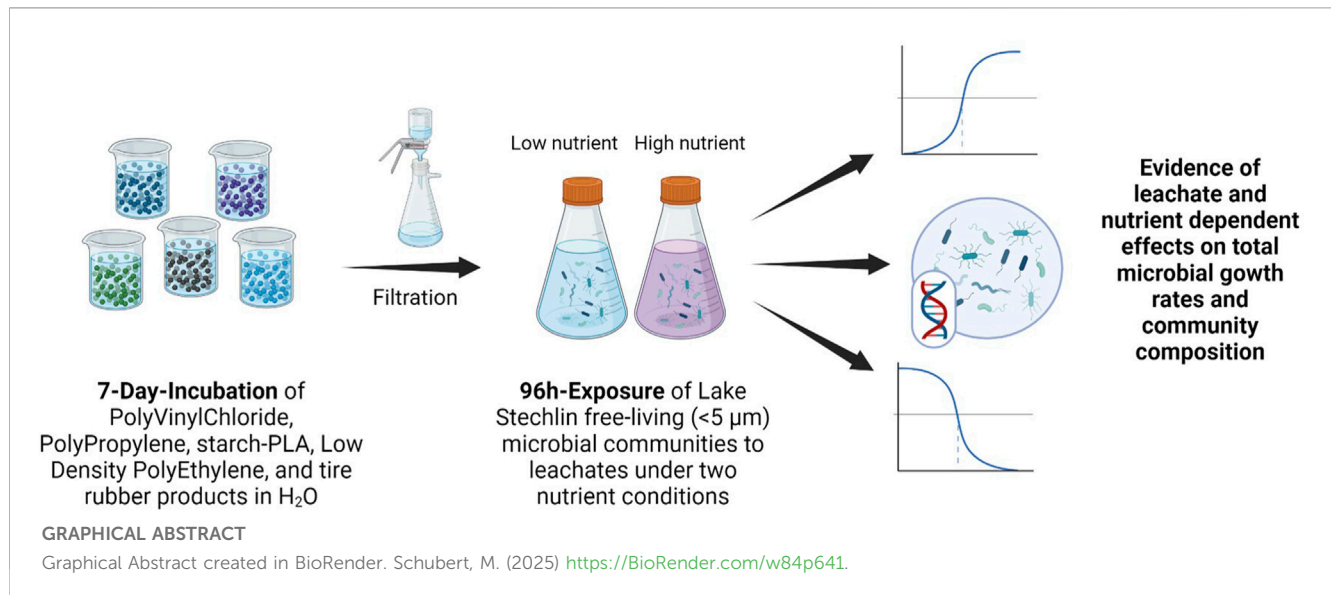 Low nutrient
High nutrient
Filtration
7-Day-Incubation of
PolyVinylChloride,
PolyPropylene, starch-PLA, Low
Density PolyEthylene, and tire
rubber products in H₂O
96h-Exposure of Lake
Stechlin free-living (<5 μm)
microbial communities to
leachates under two
nutrient conditions
Evidence of
leachate and
nutrient dependent
effects on total
microbial gowth
rates and
community
composition
GRAPHICAL ABSTRACT
Graphical Abstract created in BioRender. Schubert, M. (2025) https://BioRender.com/w84p641.